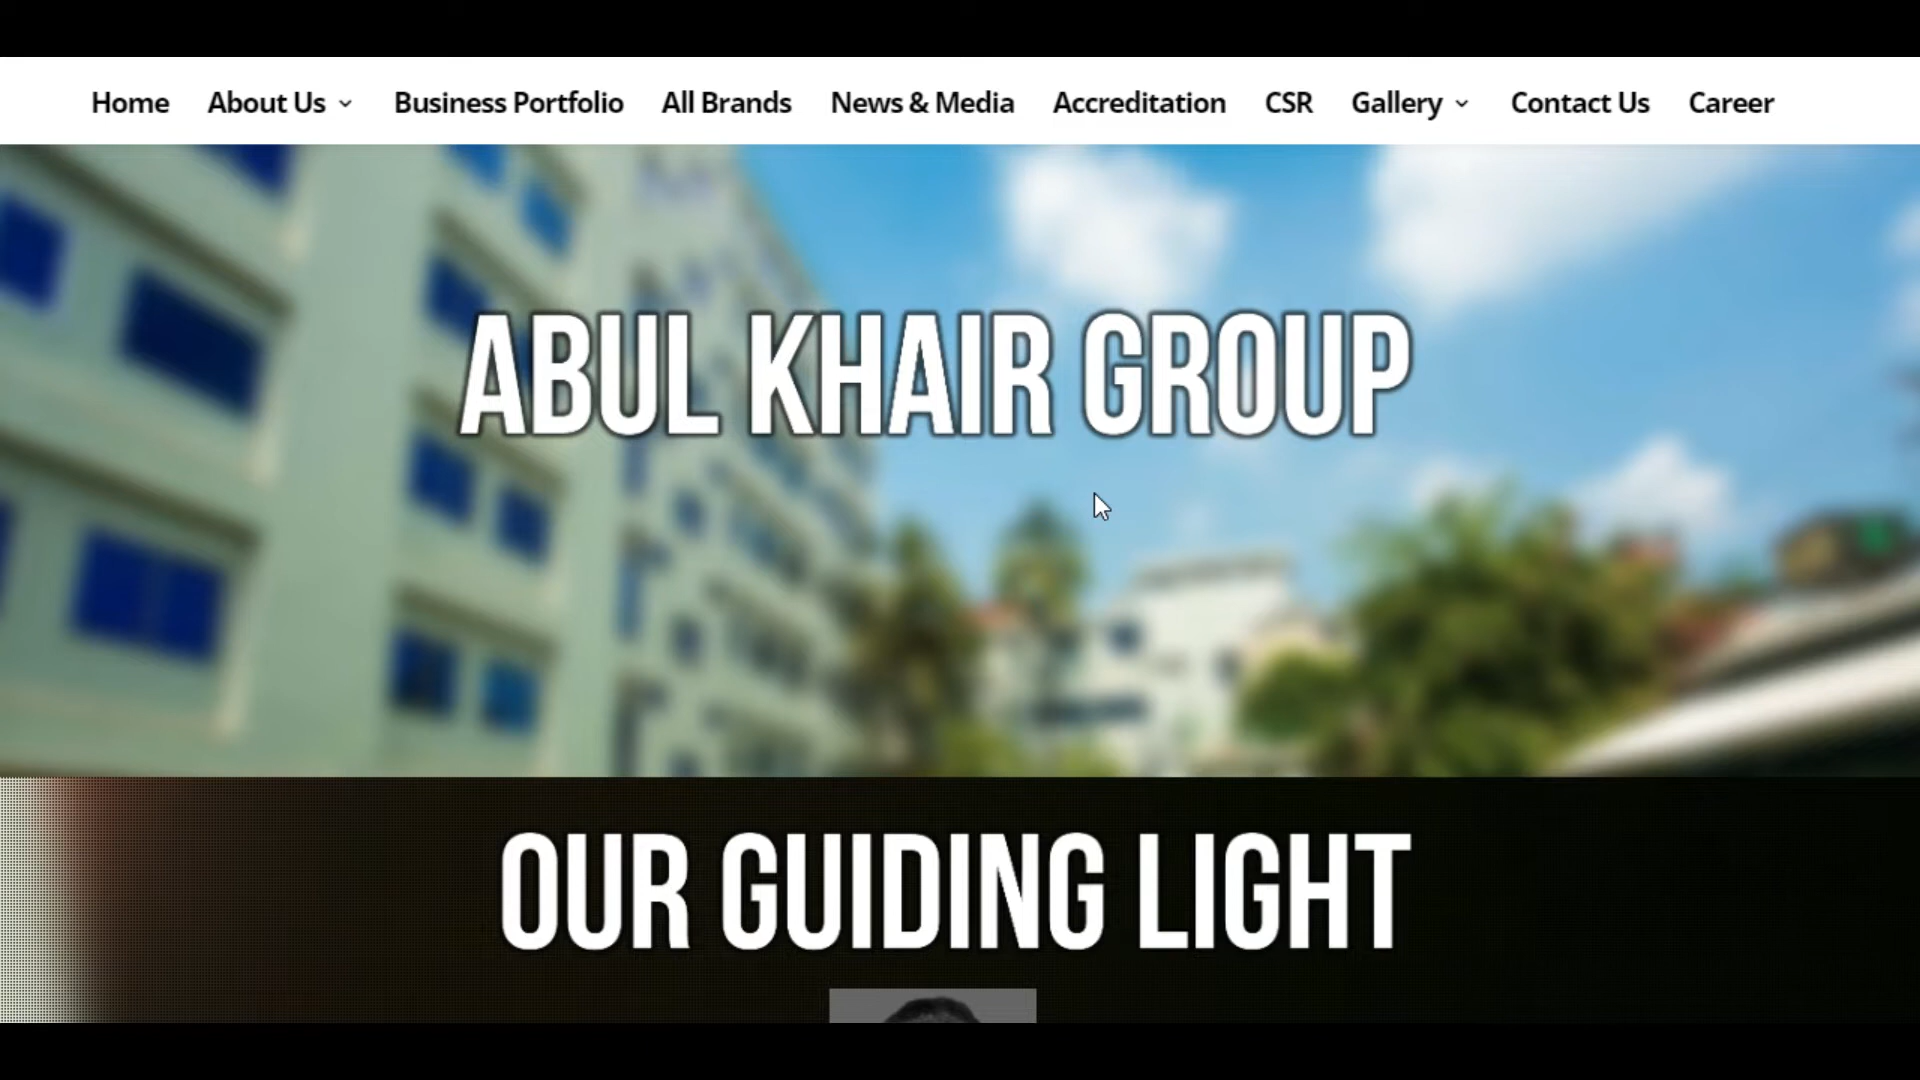 Home About Us Business Portfolio All Brands News & Media Accreditation CSR Gallery Contact Us Career
ABUL KHAIR GROUP
OUR GUIDING LIGHT